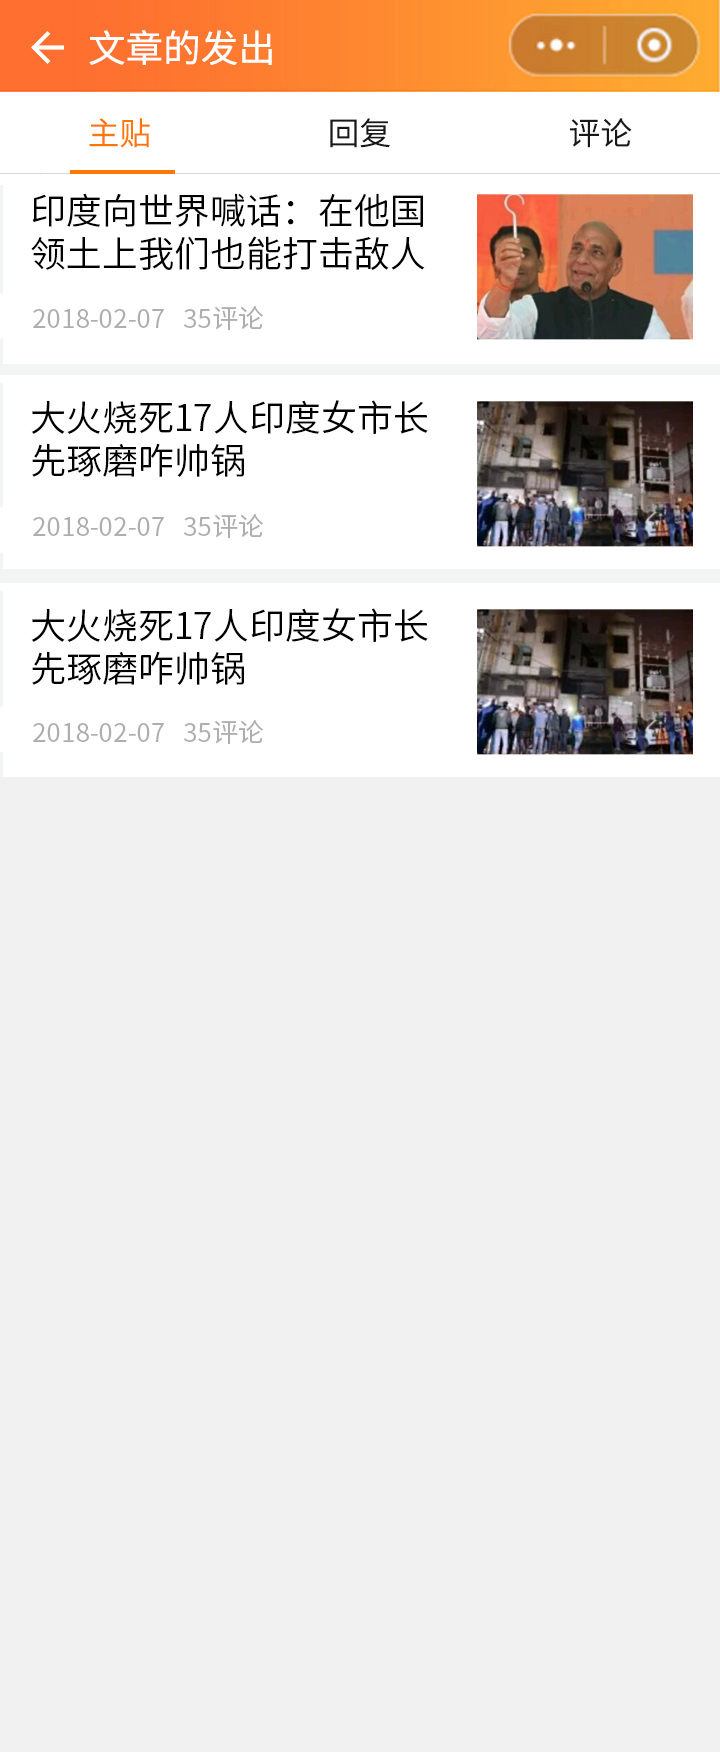 文章的发出
主贴 回复 评论
印度向世界喊话：在他国
领土上我们也能打击敌人
2018-02-07 35评论
大火烧死17人印度女市长
先琢磨咋帅锅
2018-02-07 35评论
大火烧死17人印度女市长
先琢磨咋帅锅
2018-02-07 35评论